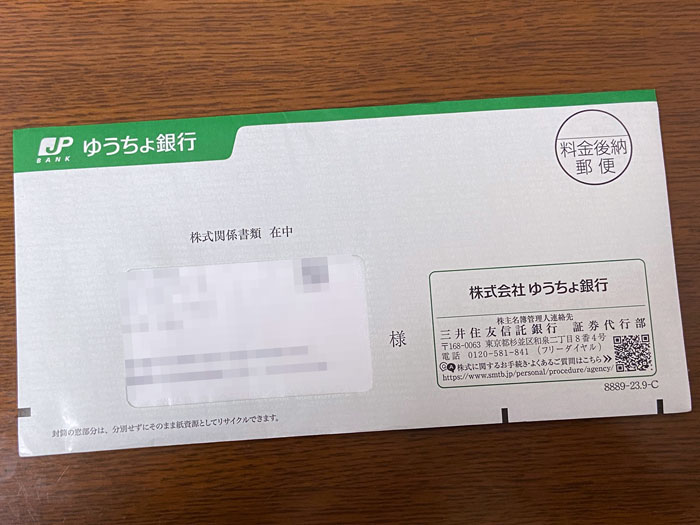 JP
BANK
ゆうちょ銀行
料金後納
郵便
株式関係書類 在中
様
株式会社 ゆうちょ銀行
株主名簿管理人連絡先
三井住友信託銀行 証券代行部
〒168-0063 東京都杉並区和泉二丁目8番4号
電話 0120-581-841 (フリーダイヤル)
QA 株式に関するお手続・よくあるご質問はこちら
https://www.smtb.jp/personal/procedure/agency/
8889-23.9-C
封筒の窓部分は、分別せずにそのまま紙資源としてリサイクルできます。